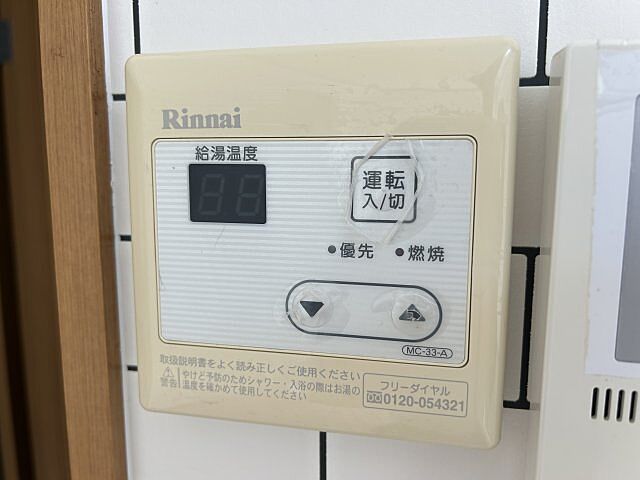 Rinnai
給湯温度
運転
入/切
優先
燃焼
MC-33-A
取扱説明書をよく読み正しくご使用ください
警告 やけど予防のためシャワー・入浴の際はお湯の
温度を確かめて使用してください
フリーダイヤル
0120-054321